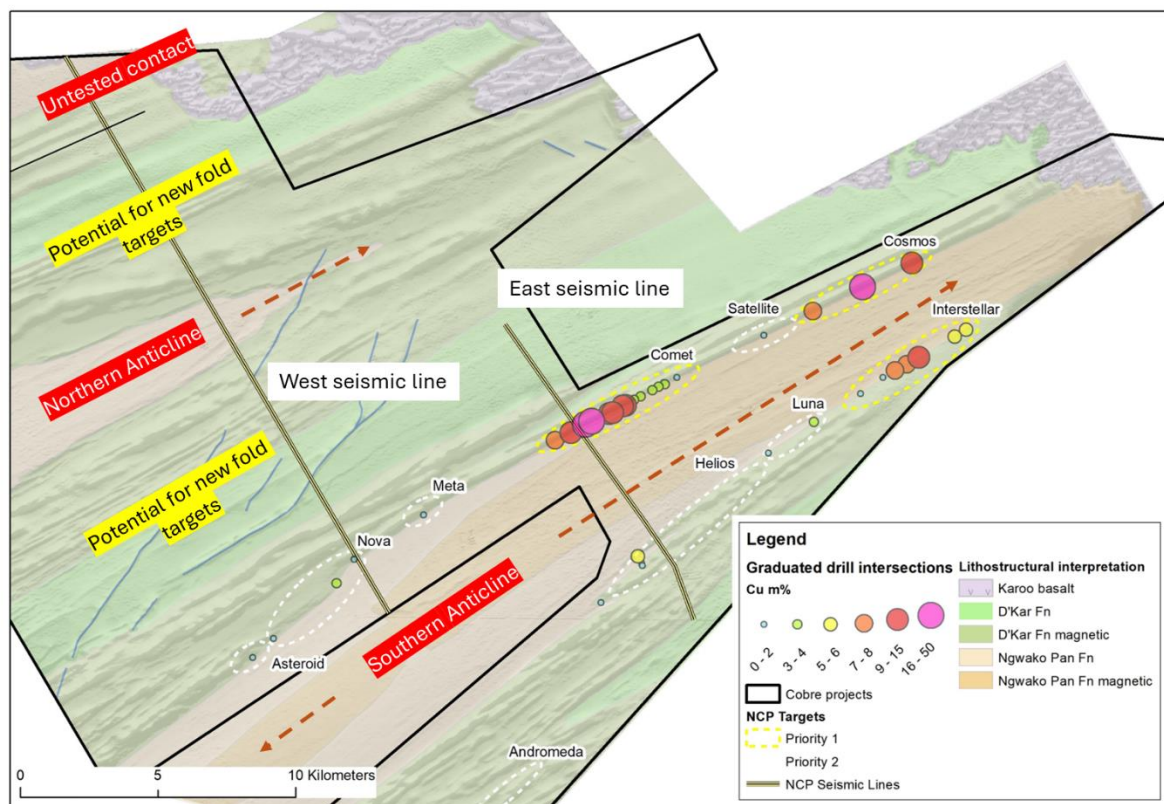 Untested contact
Potential for new fold
targets
Northern Anticline
West seismic line
East seismic line
Cosmos
Satellite
Interstellar
Comet
Luna
Helios
Meta
Nova
Potential for new fold
targets
Asteroid
Southern Anticline
Andromeda
0
5
10 Kilometers
Legend
Graduated drill intersections
Cu m%
0 - 2
3 - 4
5 - 6
7 - 8
9 - 15
16 - 50
Cobre projects
NCP Targets
Priority 1
Priority 2
NCP Seismic Lines
Lithostructural interpretation
Karoo basalt
D'Kar Fn
D'Kar Fn magnetic
Ngwako Pan Fn
Ngwako Pan Fn magnetic